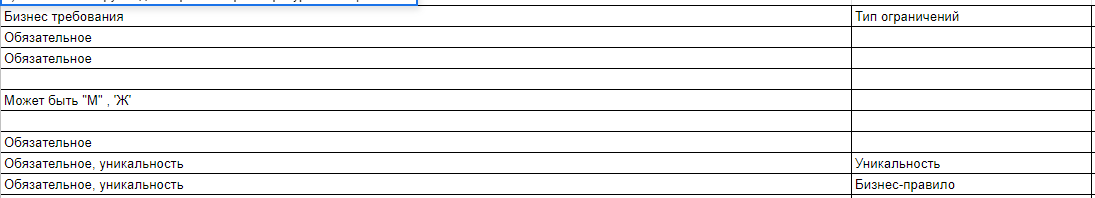 Бизнес требования Тип ограничений
Обязательное
Обязательное
Может быть "М" , 'Ж'
Обязательное
Обязательное, уникальность Уникальность
Обязательное, уникальность Бизнес-правило